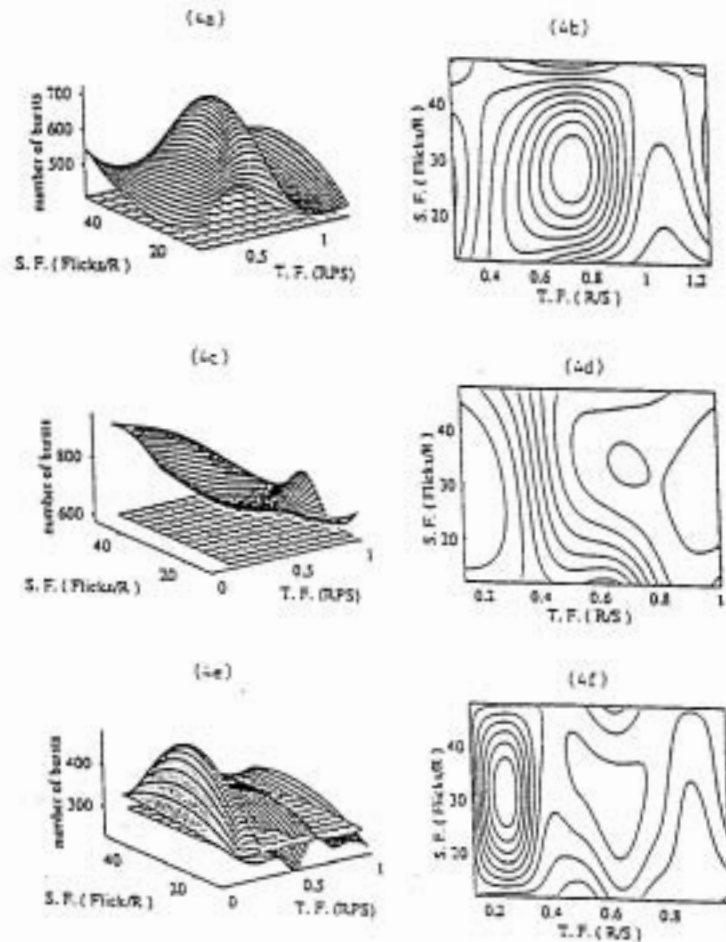 (4a)
number of bursts
700
600
500
40
20
0.5
1
S. F. ( Flicks/R )
T. F. (RPS)
(4b)
S. F. ( Flicks/R )
40
30
20
0.4
0.6
0.8
1
1.2
T. F. ( R/S )
(4c)
number of bursts
800
600
40
20
0
0.5
1
S. F. ( Flicks/R )
T. F. (RPS)
(4d)
S. F. ( Flicks/R )
40
30
20
0.2
0.4
0.6
0.8
1
T. F. ( R/S )
(4e)
number of bursts
400
300
40
20
0
0.5
1
S. F. ( Flick/R )
T. F. (RPS)
(4f)
S. F. ( Flicks/R )
40
30
20
0.2
0.4
0.6
0.8
T. F. ( R/S )